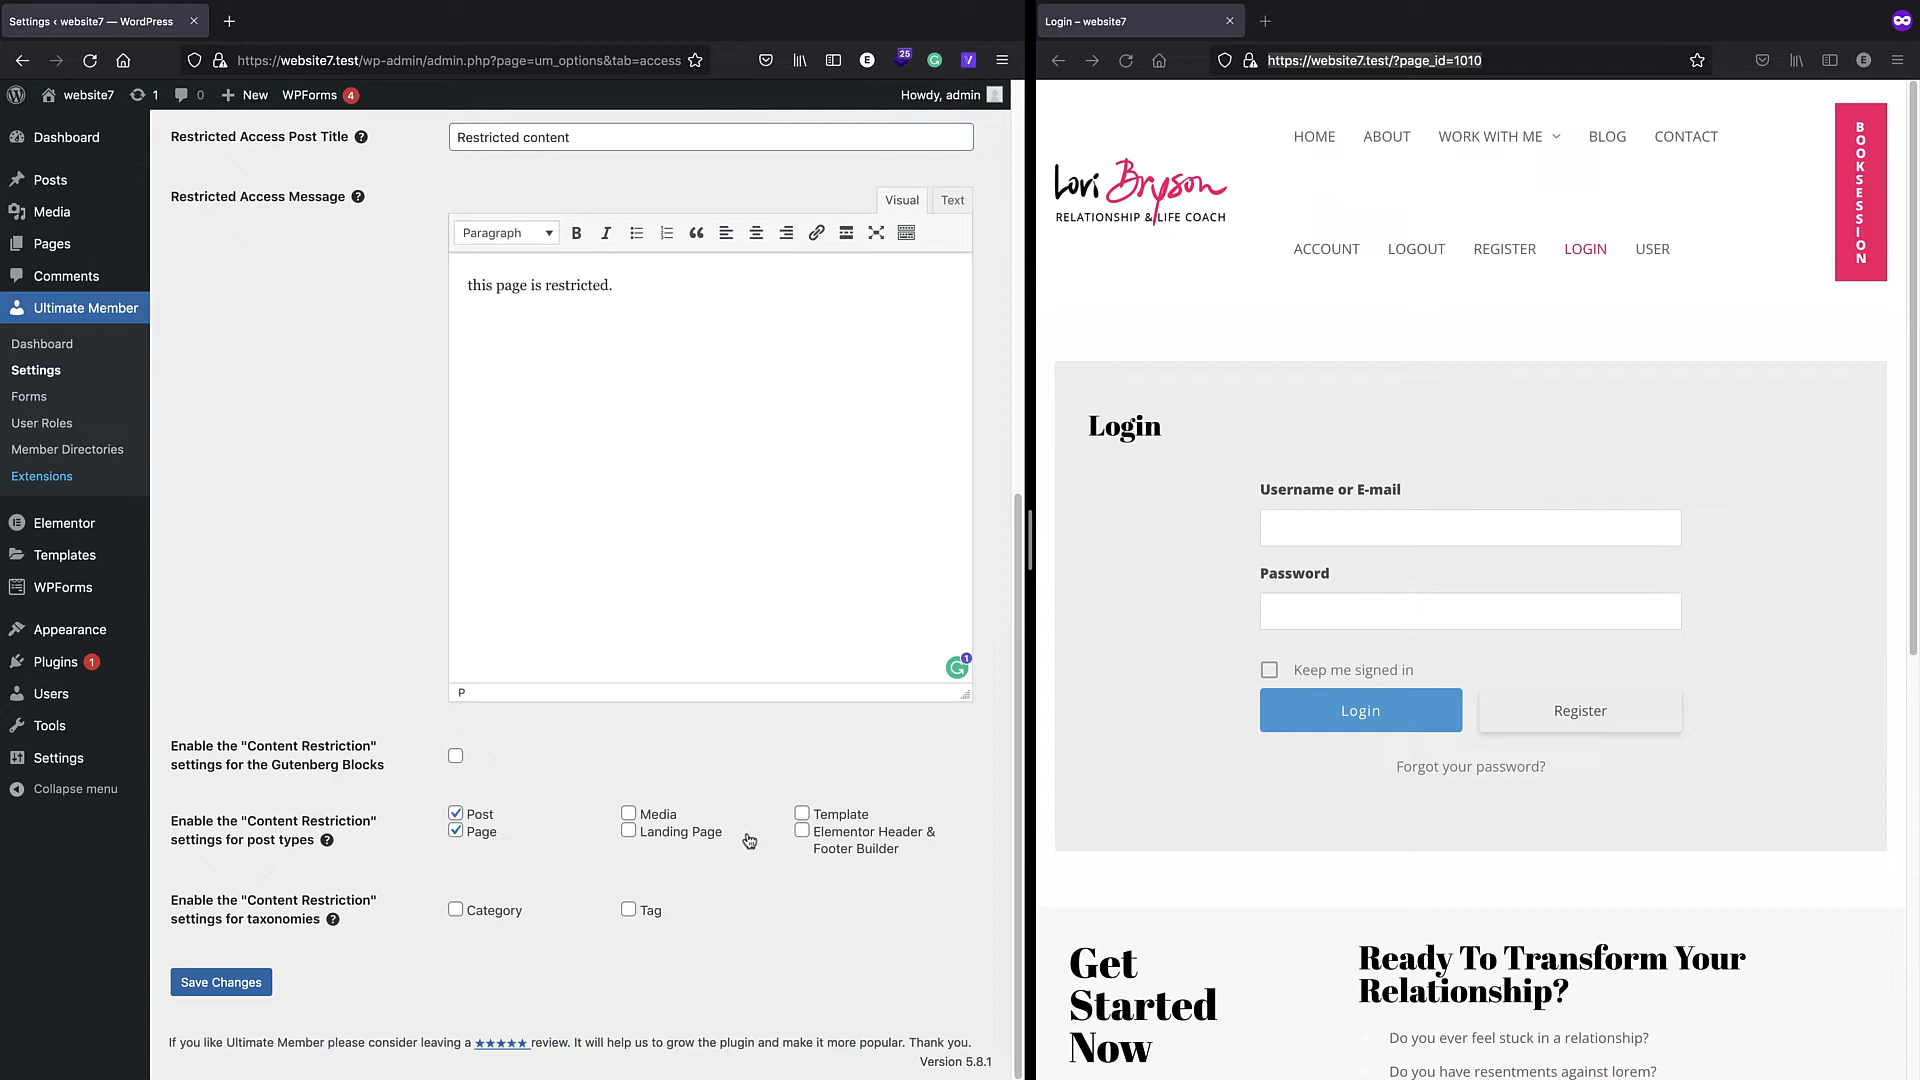 Settings ‹ website7 — WordPress
https://website7.test/wp-admin/admin.php?page=um_options&tab=access
25
website7
1
0
New
WPForms 4
Howdy, admin
Dashboard
Posts
Media
Pages
Comments
Ultimate Member
Dashboard
Settings
Forms
User Roles
Member Directories
Extensions
Elementor
Templates
WPForms
Appearance
Plugins 1
Users
Tools
Settings
Collapse menu
Restricted Access Post Title
Restricted content
Restricted Access Message
Visual
Text
Paragraph
this page is restricted.
1
P
Enable the "Content Restriction"
settings for the Gutenberg Blocks
Enable the "Content Restriction"
settings for post types
Post
Media
Template
Page
Landing Page
Elementor Header &
Footer Builder
Enable the "Content Restriction"
settings for taxonomies
Category
Tag
Save Changes
If you like Ultimate Member please consider leaving a ★★★★★ review. It will help us to grow the plugin and make it more popular. Thank you.
Version 5.8.1
Login – website7
https://website7.test/?page_id=1010
Lori Bryson
RELATIONSHIP & LIFE COACH
HOME
ABOUT
WORK WITH ME
BLOG
CONTACT
ACCOUNT
LOGOUT
REGISTER
LOGIN
USER
BOOK SESSION
Login
Username or E-mail
Password
Keep me signed in
Login
Register
Forgot your password?
Get
Started
Now
Ready To Transform Your
Relationship?
Do you ever feel stuck in a relationship?
Do you have resentments against lorem?